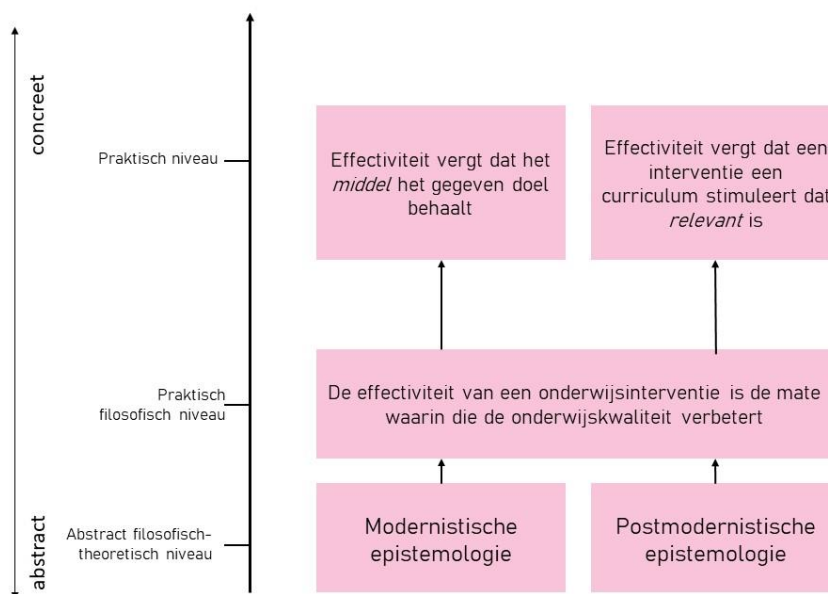 concreet
Praktisch niveau
Effectiviteit vergt dat het
middel het gegeven doel
behaalt
Effectiviteit vergt dat een
interventie een
curriculum stimuleert dat
relevant is
Praktisch
filosofisch niveau
De effectiviteit van een onderwijsinterventie is de mate
waarin die de onderwijskwaliteit verbetert
abstract
Abstract filosofisch-
theoretisch niveau
Modernistische
epistemologie
Postmodernistische
epistemologie